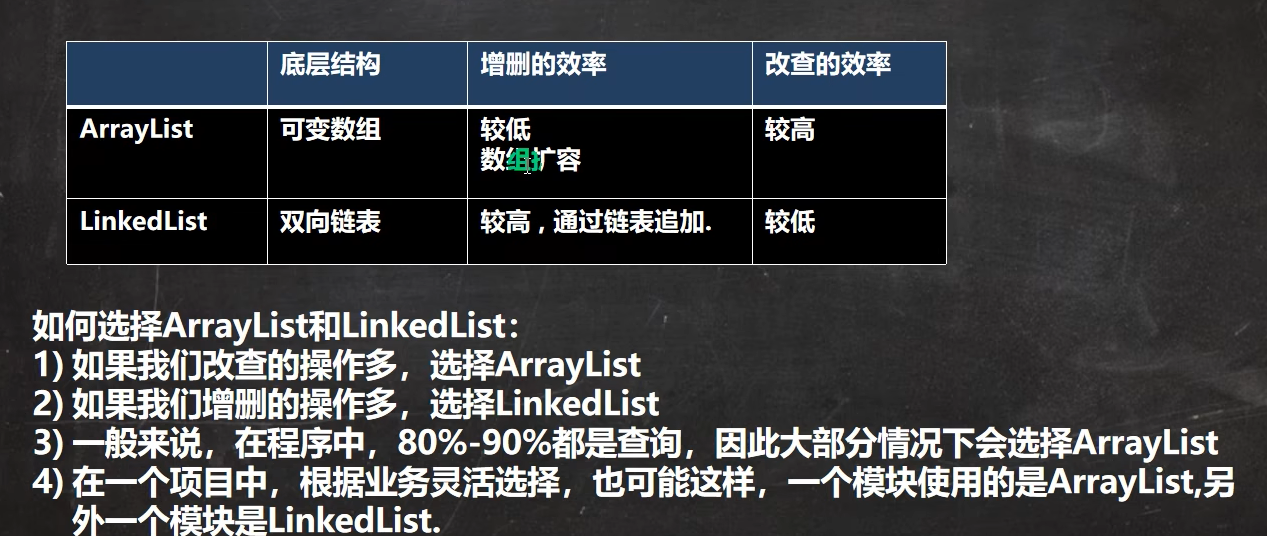 底层结构 增删的效率 改查的效率
ArrayList 可变数组 较低 较高
数组扩容
LinkedList 双向链表 较高 , 通过链表追加. 较低
如何选择ArrayList和LinkedList：
1) 如果我们改查的操作多，选择ArrayList
2) 如果我们增删的操作多，选择LinkedList
3) 一般来说，在程序中，80%-90%都是查询，因此大部分情况下会选择ArrayList
4) 在一个项目中，根据业务灵活选择，也可能这样，一个模块使用的是ArrayList,另
外一个模块是LinkedList.